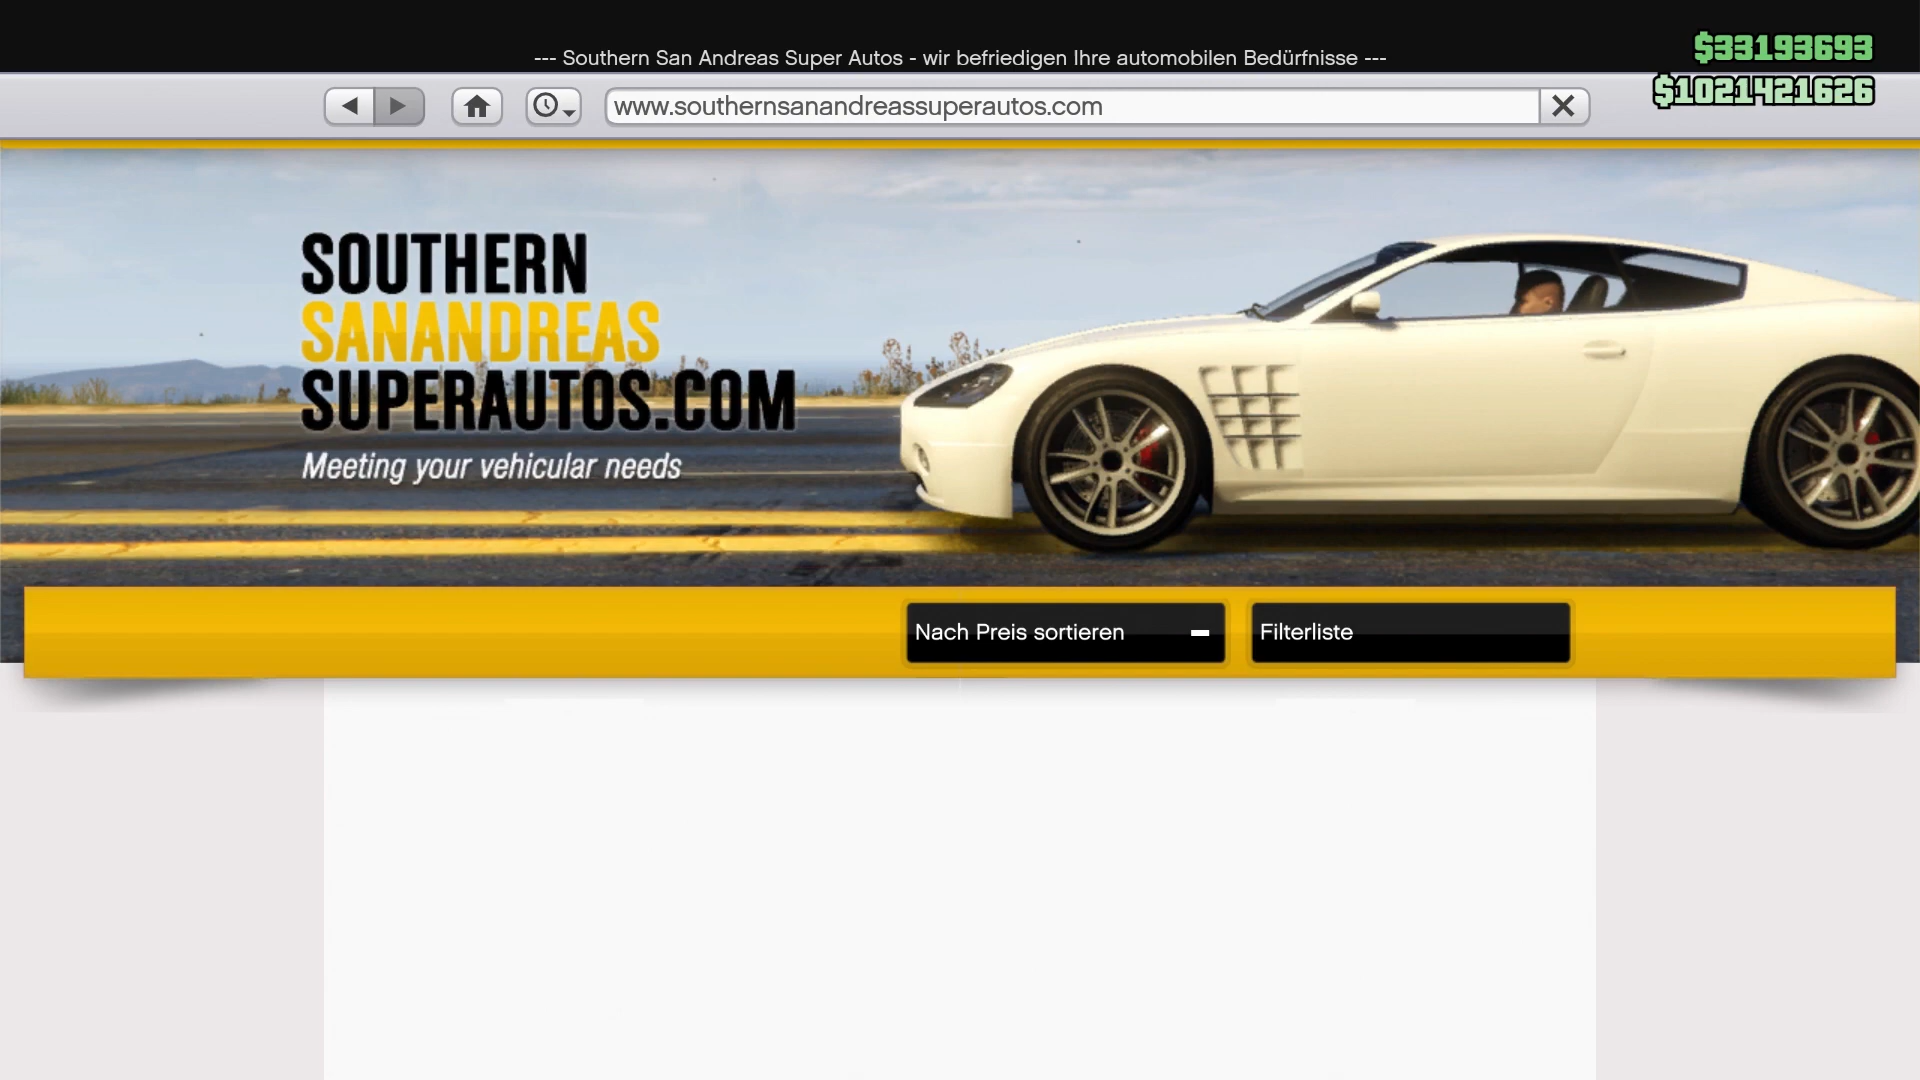 --- Southern San Andreas Super Autos - wir befriedigen Ihre automobilen Bedürfnisse ---
$33193693
$1021421626
www.southernsanandreassuperautos.com
SOUTHERN
SANANDREAS
SUPERAUTOS.COM
Meeting your vehicular needs
Nach Preis sortieren
Filterliste